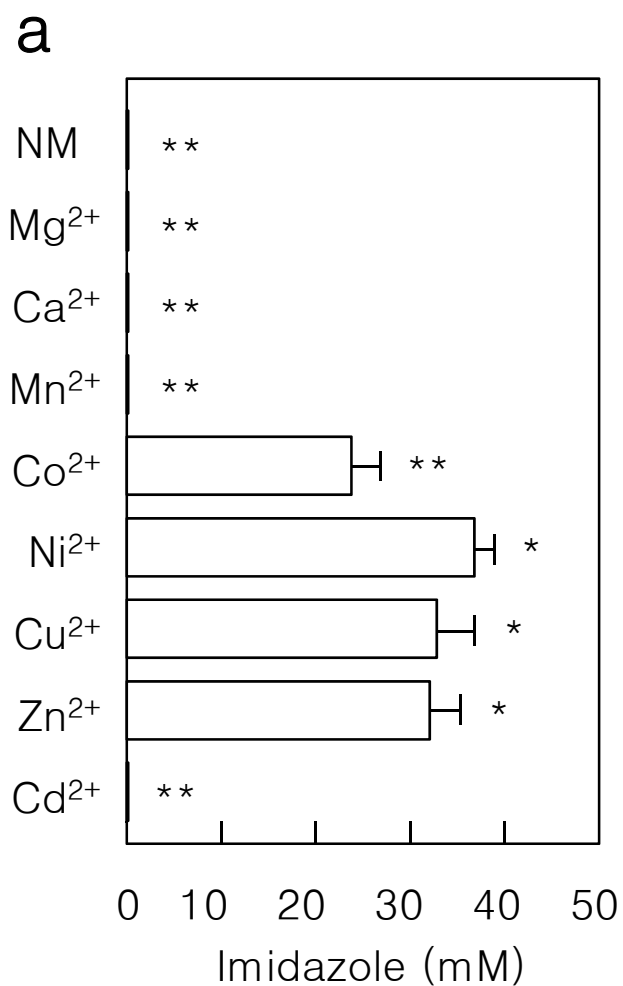 a
NM **
Mg²⁺ **
Ca²⁺ **
Mn²⁺ **
Co²⁺ **
Ni²⁺ *
Cu²⁺ *
Zn²⁺ *
Cd²⁺ **
0 10 20 30 40 50
Imidazole (mM)